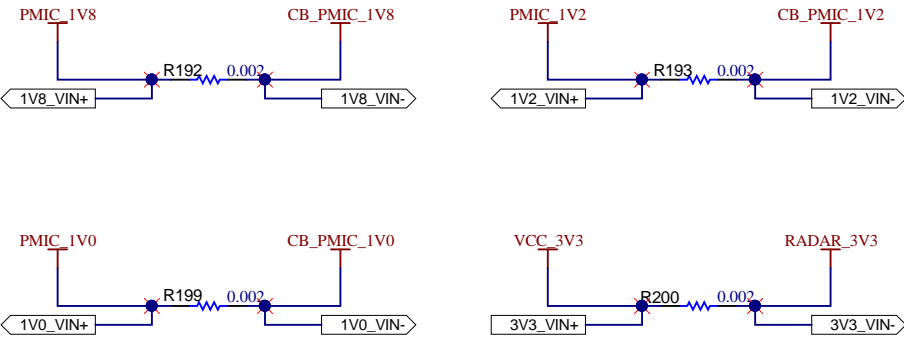 PMIC_1V8
CB_PMIC_1V8
R192
0.002
1V8_VIN+
1V8_VIN-
PMIC_1V2
CB_PMIC_1V2
R193
0.002
1V2_VIN+
1V2_VIN-
PMIC_1V0
CB_PMIC_1V0
R199
0.002
1V0_VIN+
1V0_VIN-
VCC_3V3
RADAR_3V3
R200
0.002
3V3_VIN+
3V3_VIN-